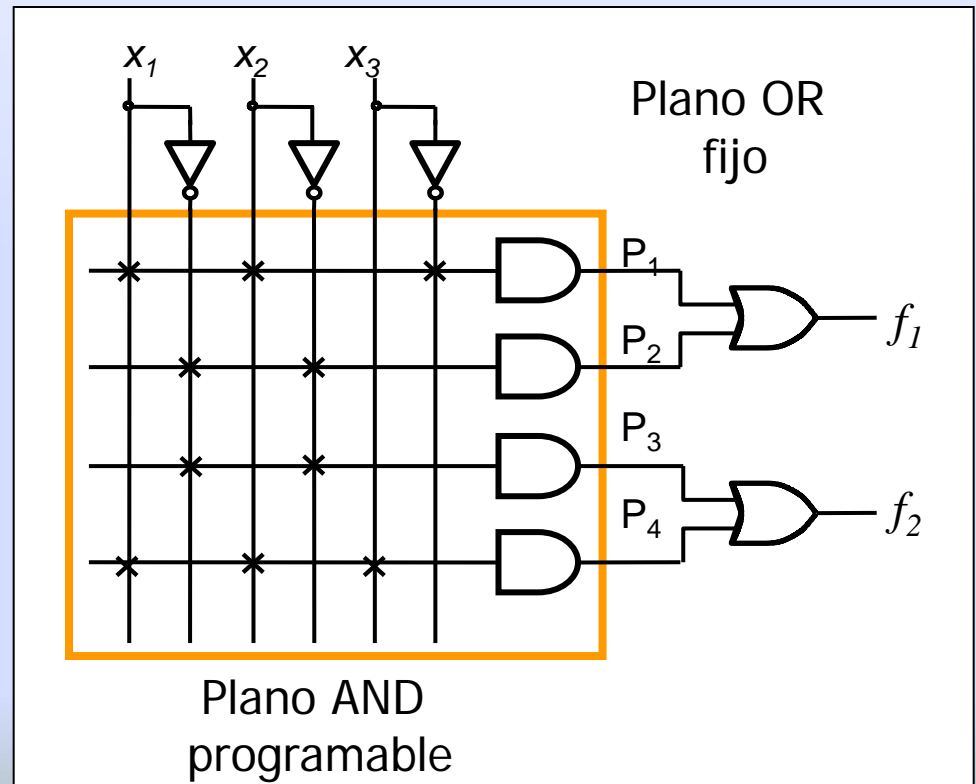 x₁ x₂ x₃
Plano OR
fijo
P₁
P₂
f₁
P₃
P₄
f₂
Plano AND
programable